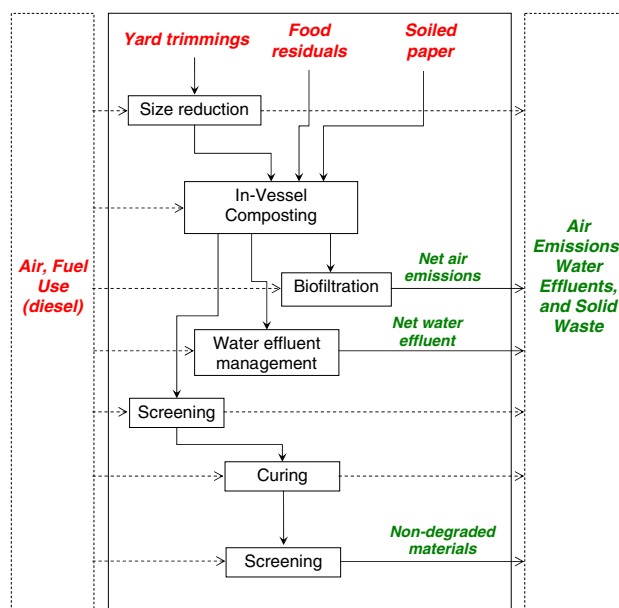 Yard trimmings
Food
residuals
Soiled
paper
Size reduction
In-Vessel
Composting
Air, Fuel
Use
(diesel)
Air
Emissions
Water
Effluents,
and Solid
Waste
Net air
emissions
Biofiltration
Net water
effluent
Water effluent
management
Screening
Curing
Non-degraded
materials
Screening